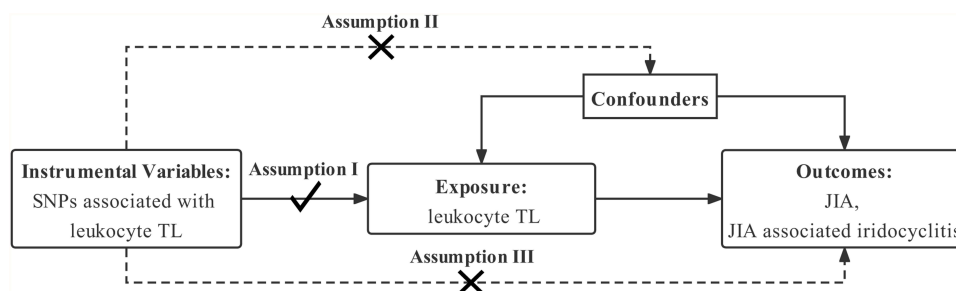 Assumption II
Confounders
Instrumental Variables:
SNPs associated with
leukocyte TL
Assumption I
Exposure:
leukocyte TL
Outcomes:
JIA,
JIA associated iridocyclitis
Assumption III